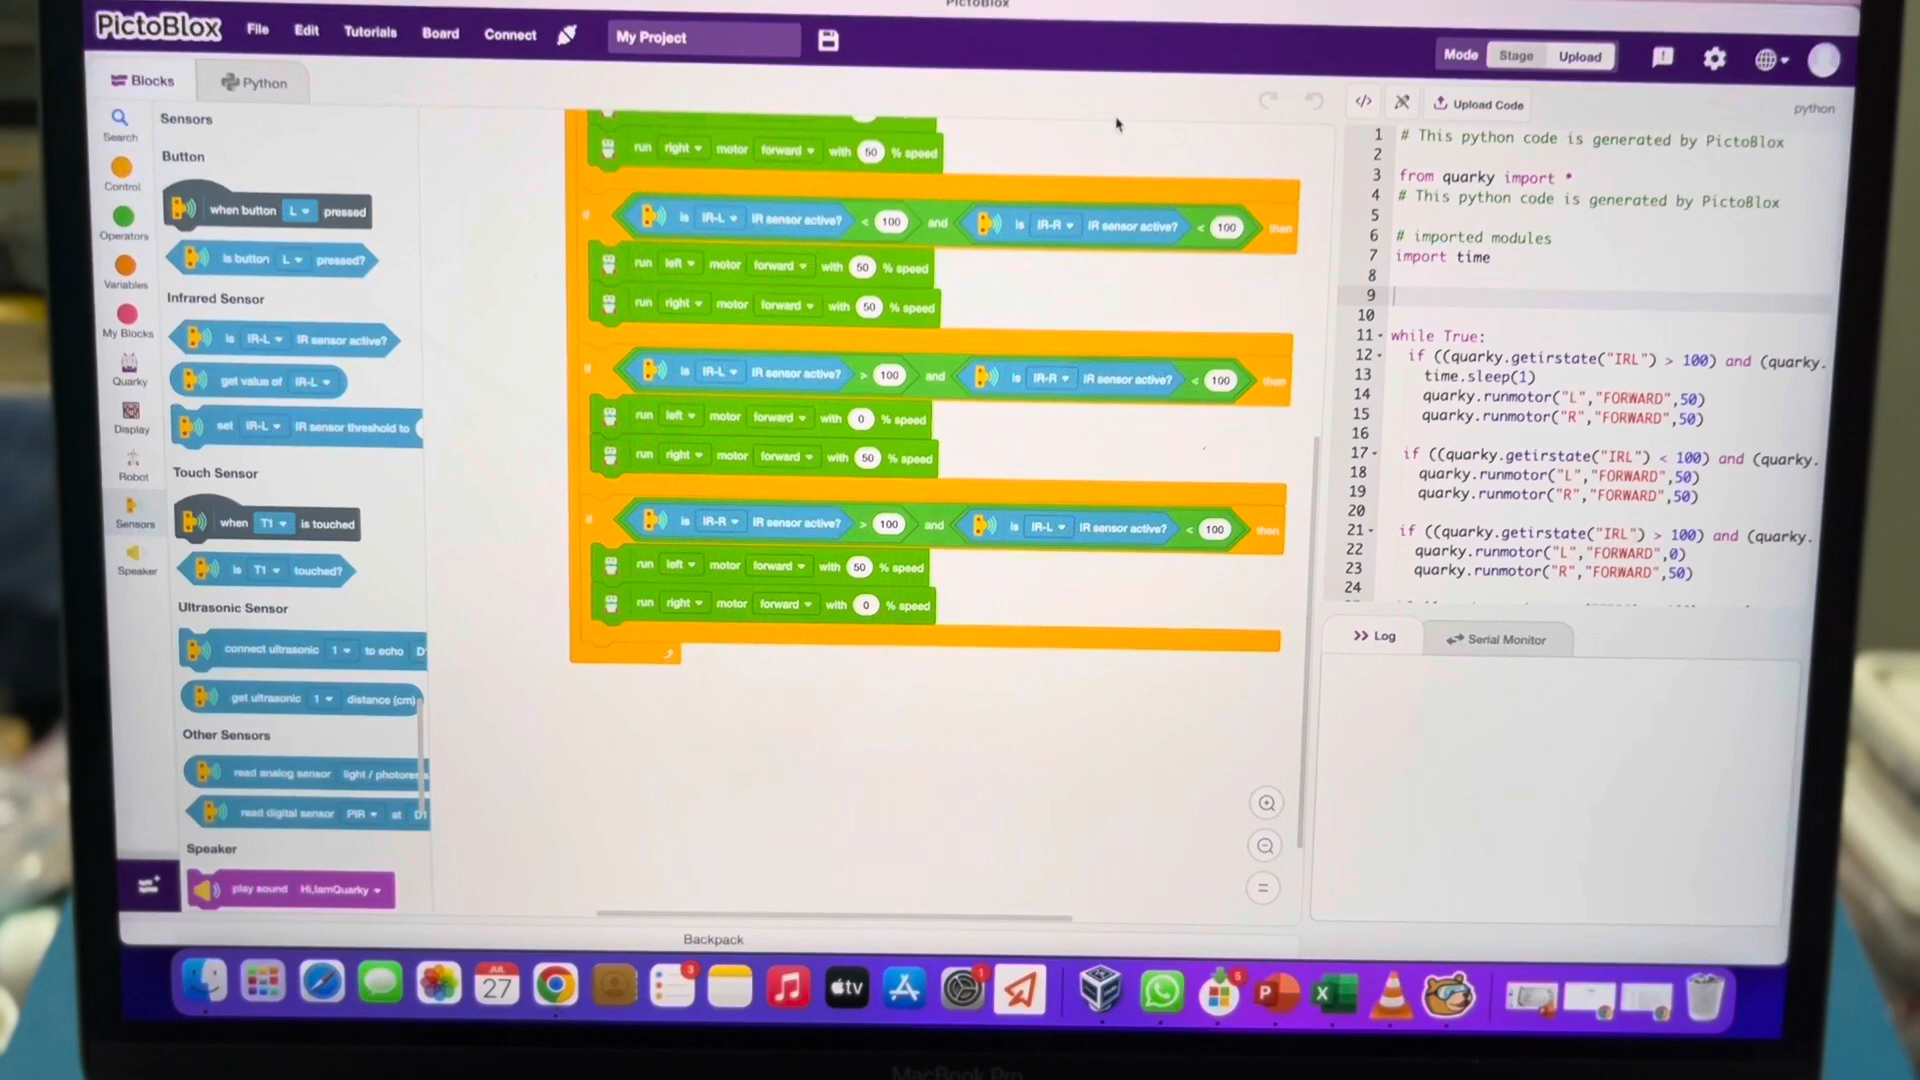 PictoBlox
PictoBlox File Edit Tutorials Board Connect My Project Mode Stage Upload
Blocks Python
Upload Code python
Search
Control
Operators
Variables
My Blocks
Quarky
Display
Robot
Sensors
Speaker
Sensors
Button
when button L pressed
is button L pressed?
Infrared Sensor
is IR-L IR sensor active?
get value of IR-L
set IR-L IR sensor threshold to
Touch Sensor
when T1 is touched
is T1 touched?
Ultrasonic Sensor
connect ultrasonic 1 to echo
get ultrasonic 1 distance (cm)
Other Sensors
read analog sensor light / photores
read digital sensor PIR at D1
Speaker
play sound Hi,IamQuarky
run right motor forward with 50 % speed
if is IR-L IR sensor active? < 100 and is IR-R IR sensor active? < 100 then
run left motor forward with 50 % speed
run right motor forward with 50 % speed
if is IR-L IR sensor active? > 100 and is IR-R IR sensor active? < 100 then
run left motor forward with 0 % speed
run right motor forward with 50 % speed
if is IR-R IR sensor active? > 100 and is IR-L IR sensor active? < 100 then
run left motor forward with 50 % speed
run right motor forward with 0 % speed
1 # This python code is generated by PictoBlox
2
3 from quarky import *
4 # This python code is generated by PictoBlox
5
6 # imported modules
7 import time
8
9
10
11 while True:
12 if ((quarky.getirstate("IRL") > 100) and (quarky.
13 time.sleep(1)
14 quarky.runmotor("L","FORWARD",50)
15 quarky.runmotor("R","FORWARD",50)
16
17 if ((quarky.getirstate("IRL") < 100) and (quarky.
18 quarky.runmotor("L","FORWARD",50)
19 quarky.runmotor("R","FORWARD",50)
20
21 if ((quarky.getirstate("IRL") > 100) and (quarky.
22 quarky.runmotor("L","FORWARD",0)
23 quarky.runmotor("R","FORWARD",50)
24
Log Serial Monitor
Backpack
JUL
27
3
tv
1
5
P
X
MacBook Pro